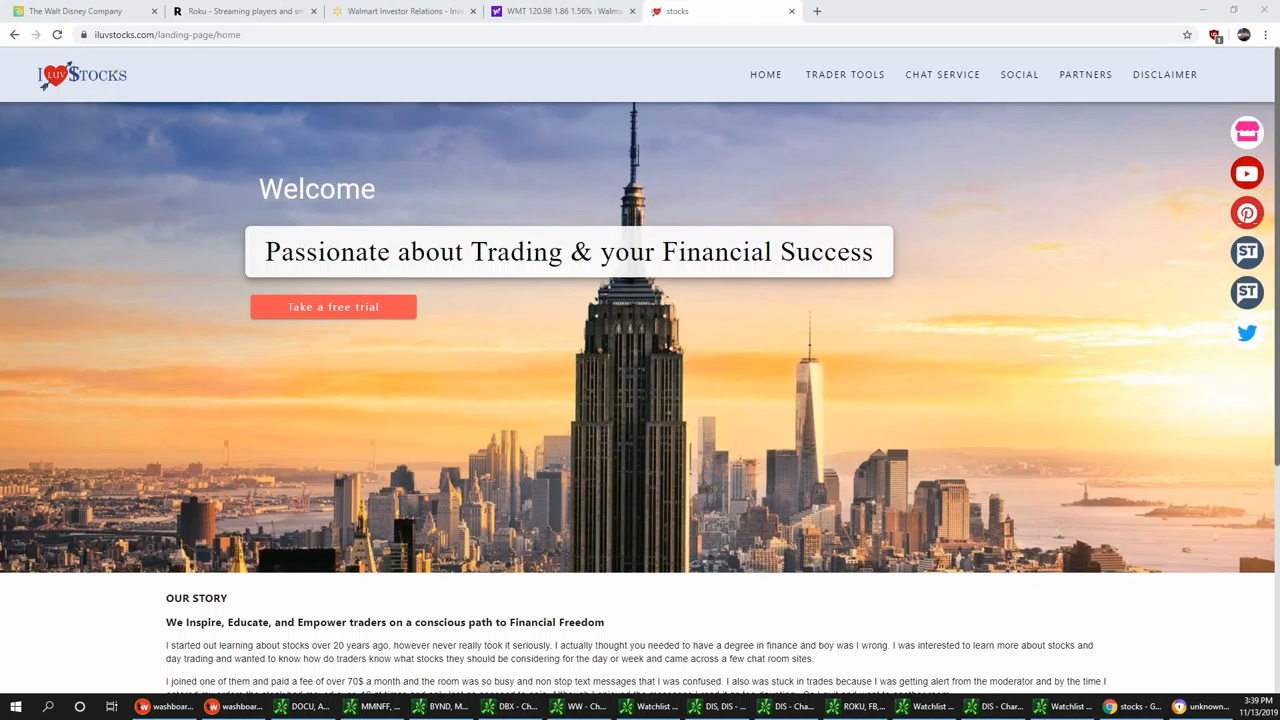 The Walt Disney Company
Roku - Streaming players and sm
Walmart Investor Relations - Inv
WMT 120.98 1.86 1.56% : Walma
stocks
iluvstocks.com/landing-page/home
I LUV $TOCKS
HOME
TRADER TOOLS
CHAT SERVICE
SOCIAL
PARTNERS
DISCLAIMER
Welcome
Passionate about Trading & your Financial Success
Take a free trial
ST
ST
OUR STORY
We Inspire, Educate, and Empower traders on a conscious path to Financial Freedom
I started out learning about stocks over 20 years ago, however never really took it seriously. I actually thought you needed to have a degree in finance and boy was I wrong. I was interested to learn more about stocks and
day trading and wanted to know how do traders know what stocks they should be considering for the day or week and came across a few chat room sites.
I joined one of them and paid a fee of over 70$ a month and the room was so busy and non stop text messages that I was confused. I also was stuck in trades because I was getting alert from the moderator and by the time I
washboar...
washboar...
DOCU, A...
MMNFF, ...
BYND, M...
DBX - Ch...
WW - Cha...
Watchlist ...
DIS, DIS - ...
DIS - Cha...
ROKU, FB,...
Watchlist ...
DIS - Char...
Watchlist ...
stocks - G...
unknown...
3:39 PM
11/13/2019